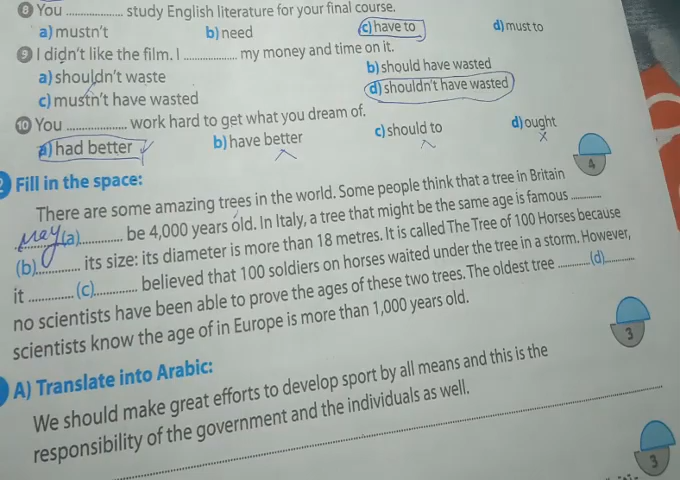 8 You ............ study English literature for your final course.
a) mustn't b) need c) have to d) must to
9 I didn't like the film. I ............ my money and time on it.
a) shouldn't waste b) should have wasted
c) mustn't have wasted d) shouldn't have wasted
10 You ............ work hard to get what you dream of.
a) had better b) have better c) should to d) ought
4
2 Fill in the space:
There are some amazing trees in the world. Some people think that a tree in Britain
may (a)............ be 4,000 years old. In Italy, a tree that might be the same age is famous ............
(b)............ its size: its diameter is more than 18 metres. It is called The Tree of 100 Horses because
it ............(c)............ believed that 100 soldiers on horses waited under the tree in a storm. However,
no scientists have been able to prove the ages of these two trees. The oldest tree ............(d)............
scientists know the age of in Europe is more than 1,000 years old.
3
A) Translate into Arabic:
We should make great efforts to develop sport by all means and this is the
responsibility of the government and the individuals as well.
3